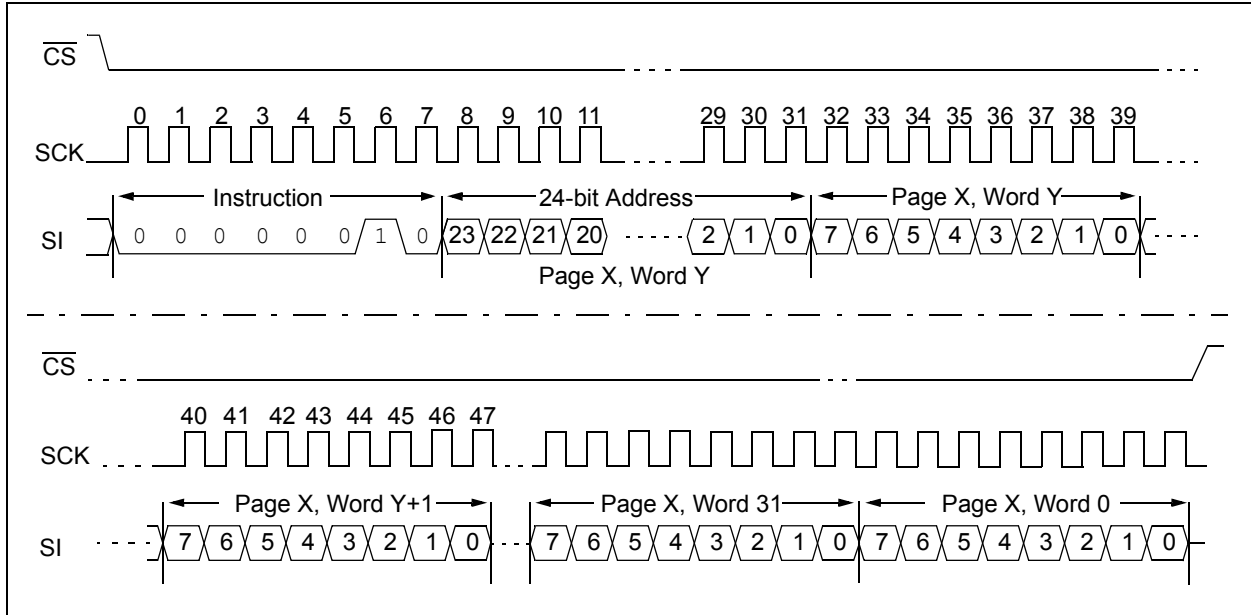 CS
0 1 2 3 4 5 6 7 8 9 10 11 29 30 31 32 33 34 35 36 37 38 39
SCK
Instruction 24-bit Address Page X, Word Y
SI 0 0 0 0 0 0 1 0 23 22 21 20 2 1 0 7 6 5 4 3 2 1 0
Page X, Word Y
CS
40 41 42 43 44 45 46 47
SCK
Page X, Word Y+1 Page X, Word 31 Page X, Word 0
SI 7 6 5 4 3 2 1 0 7 6 5 4 3 2 1 0 7 6 5 4 3 2 1 0